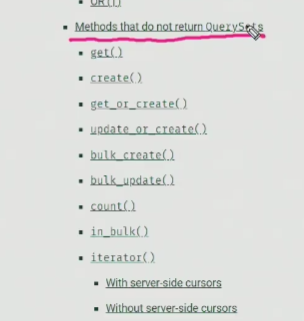 OR()
Methods that do not return QuerySets
get()
create()
get_or_create()
update_or_create()
bulk_create()
bulk_update()
count()
in_bulk()
iterator()
With server-side cursors
Without server-side cursors